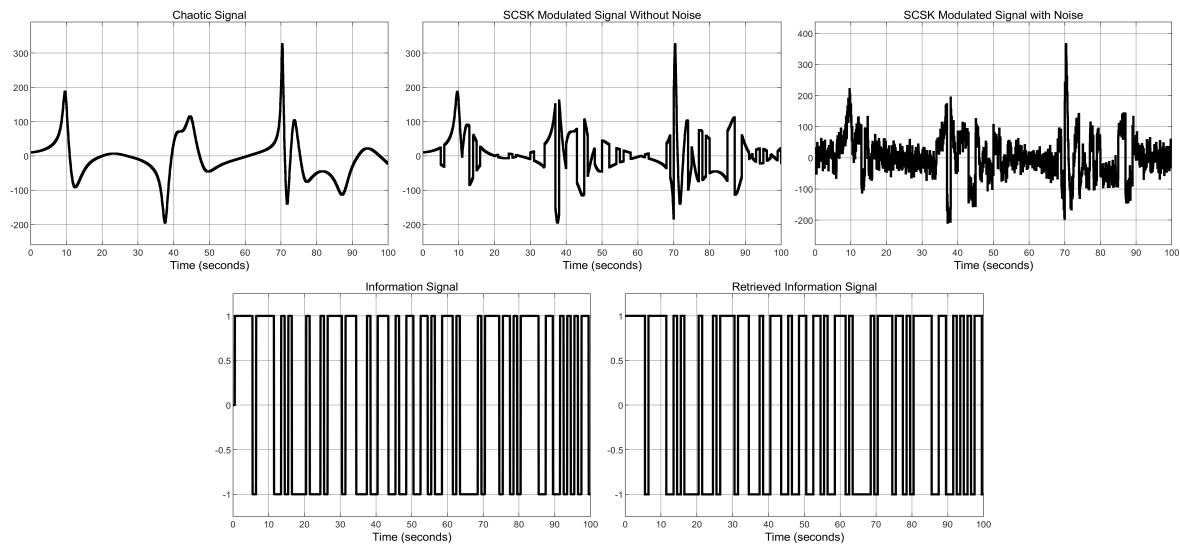 Chaotic Signal
300
200
100
0
-100
-200
0 10 20 30 40 50 60 70 80 90 100
Time (seconds)
SCSK Modulated Signal Without Noise
300
200
100
0
-100
-200
0 10 20 30 40 50 60 70 80 90 100
Time (seconds)
SCSK Modulated Signal with Noise
400
300
200
100
0
-100
-200
0 10 20 30 40 50 60 70 80 90 100
Time (seconds)
Information Signal
1
0.5
0
-0.5
-1
0 10 20 30 40 50 60 70 80 90 100
Time (seconds)
Retrieved Information Signal
1
0.5
0
-0.5
-1
0 10 20 30 40 50 60 70 80 90 100
Time (seconds)